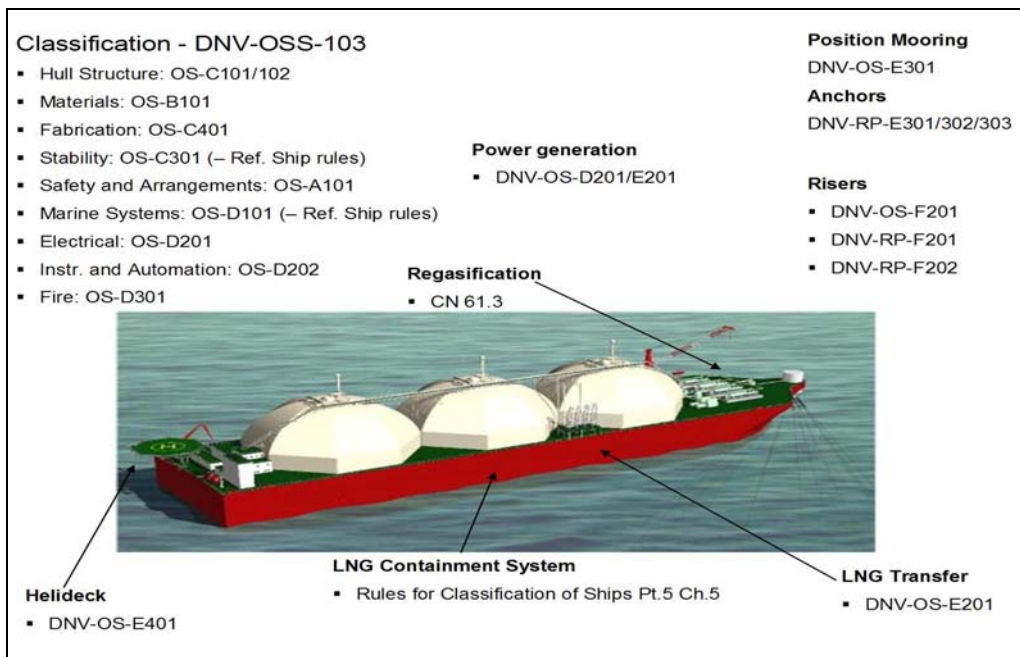 Classification - DNV-OSS-103
▪ Hull Structure: OS-C101/102
▪ Materials: OS-B101
▪ Fabrication: OS-C401
▪ Stability: OS-C301 (– Ref. Ship rules)
▪ Safety and Arrangements: OS-A101
▪ Marine Systems: OS-D101 (– Ref. Ship rules)
▪ Electrical: OS-D201
▪ Instr. and Automation: OS-D202
▪ Fire: OS-D301
Power generation
▪ DNV-OS-D201/E201
Regasification
▪ CN 61.3
Position Mooring
DNV-OS-E301
Anchors
DNV-RP-E301/302/303
Risers
▪ DNV-OS-F201
▪ DNV-RP-F201
▪ DNV-RP-F202
H
Helideck
▪ DNV-OS-E401
LNG Containment System
▪ Rules for Classification of Ships Pt.5 Ch.5
LNG Transfer
▪ DNV-OS-E201